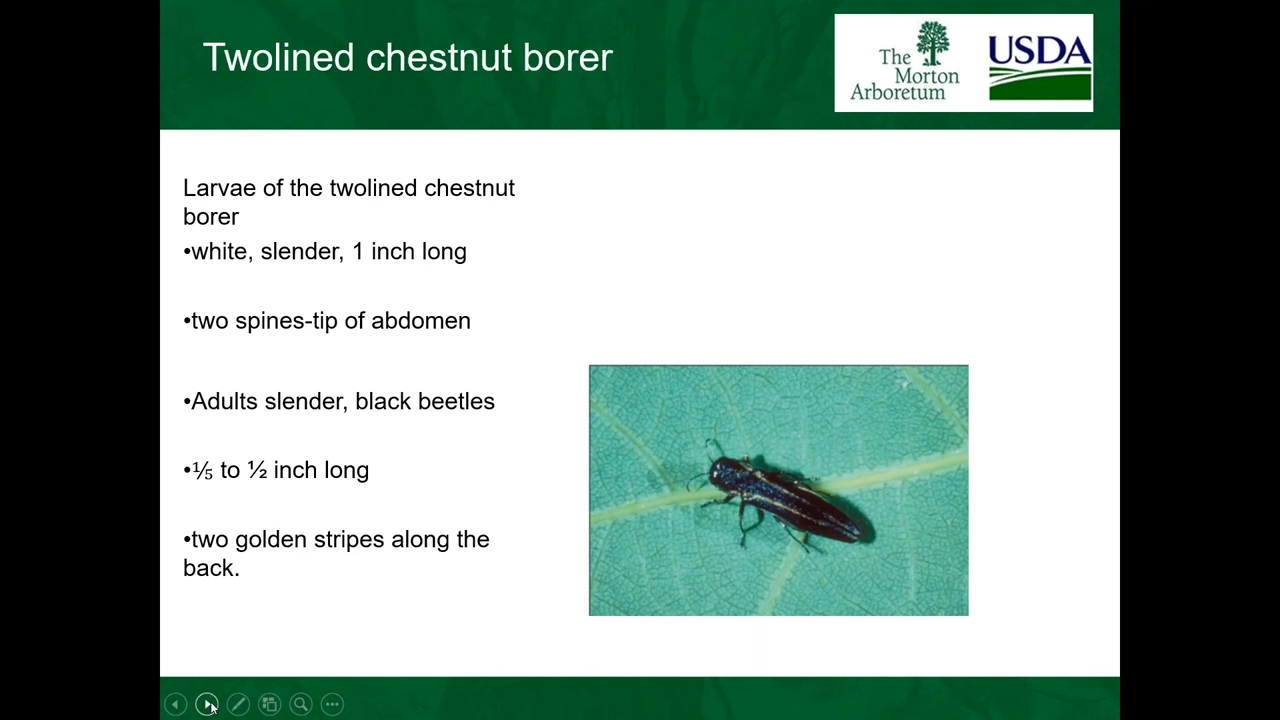 Twolined chestnut borer
The
Morton
Arboretum
USDA
Larvae of the twolined chestnut
borer
•white, slender, 1 inch long
•two spines-tip of abdomen
•Adults slender, black beetles
•⅕ to ½ inch long
•two golden stripes along the
back.